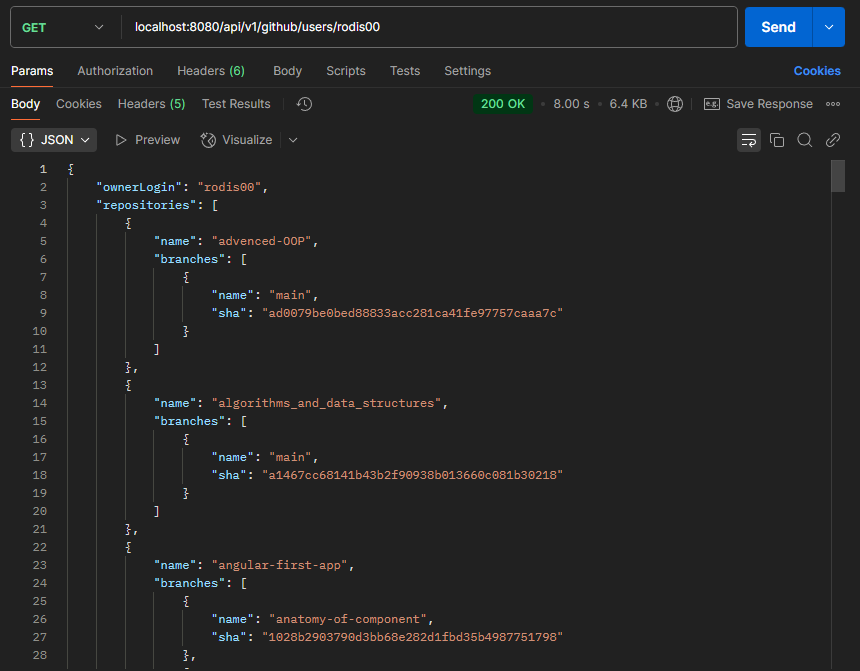 GET localhost:8080/api/v1/github/users/rodis00 Send
Params Authorization Headers (6) Body Scripts Tests Settings Cookies
Body Cookies Headers (5) Test Results 200 OK • 8.00 s • 6.4 KB • e.g. Save Response
{} JSON Preview Visualize
1 {
2 "ownerLogin": "rodis00",
3 "repositories": [
4 {
5 "name": "advenced-OOP",
6 "branches": [
7 {
8 "name": "main",
9 "sha": "ad0079be0bed88833acc281ca41fe97757caaa7c"
10 }
11 ]
12 },
13 {
14 "name": "algorithms_and_data_structures",
15 "branches": [
16 {
17 "name": "main",
18 "sha": "a1467cc68141b43b2f90938b013660c081b30218"
19 }
20 ]
21 },
22 {
23 "name": "angular-first-app",
24 "branches": [
25 {
26 "name": "anatomy-of-component",
27 "sha": "1028b2903790d3bb68e282d1fbd35b4987751798"
28 },